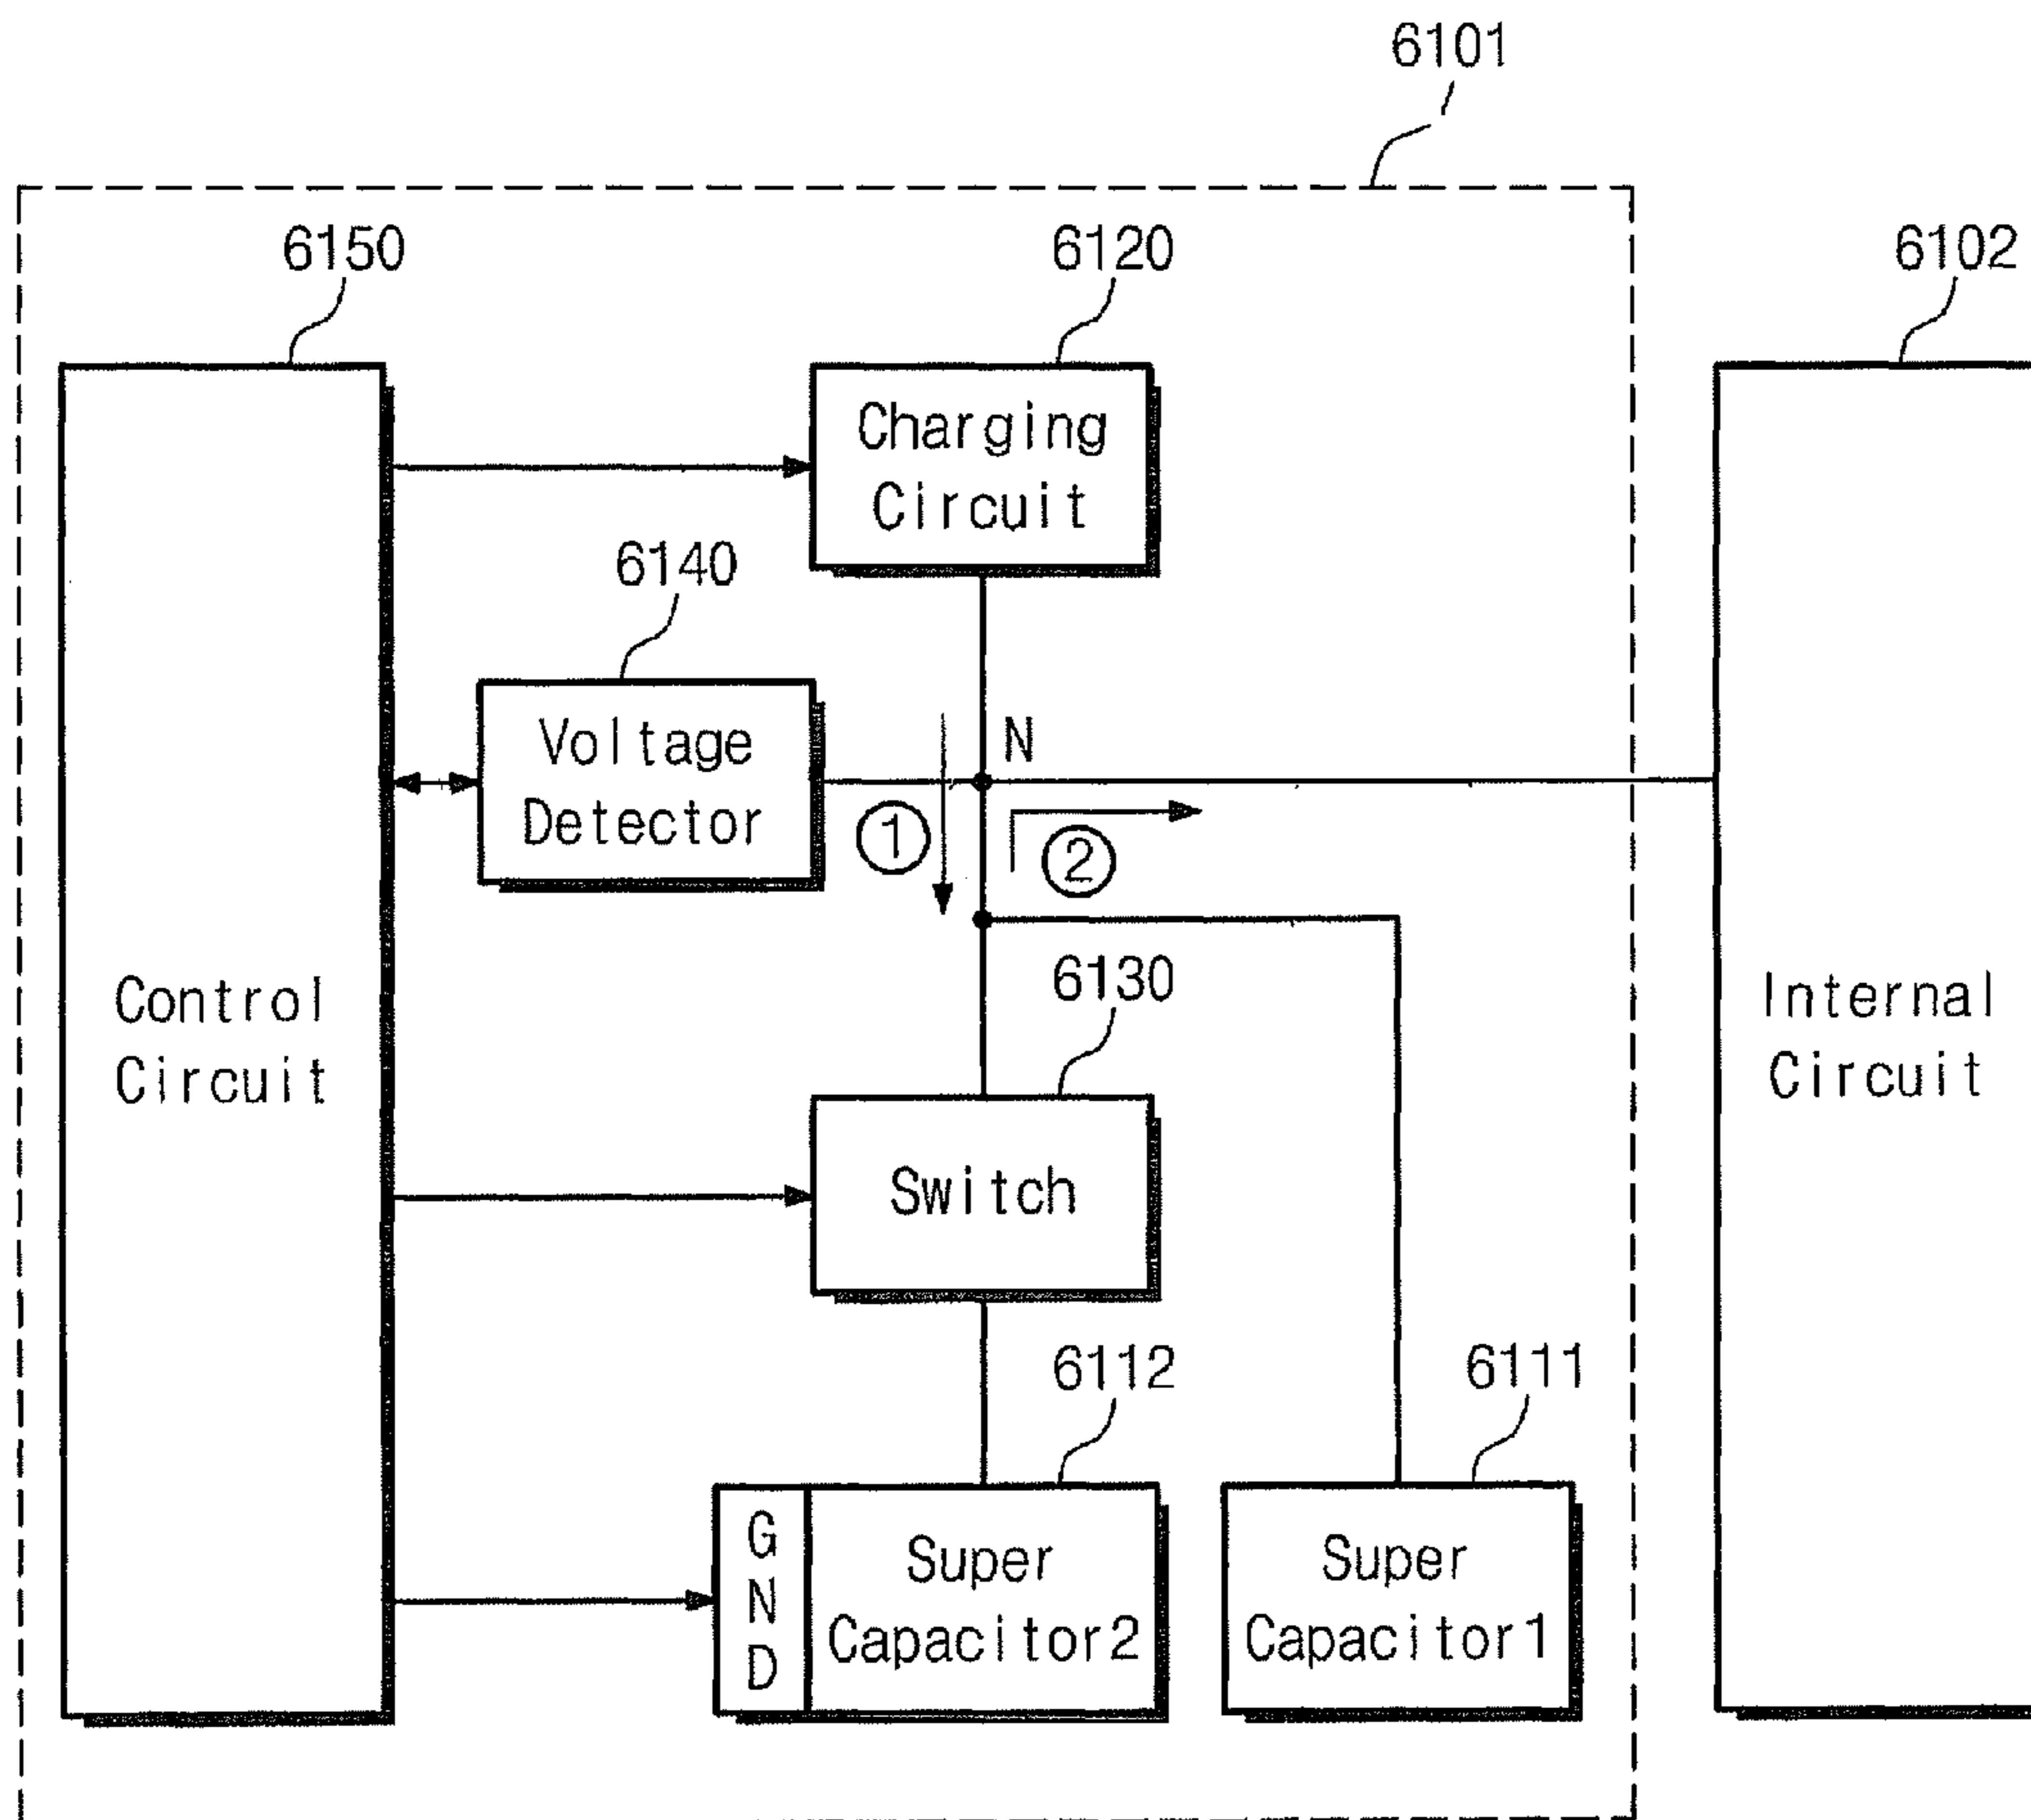 6101
6150
6120
6102
Charging
Circuit
6140
Voltage
Detector
N
①
②
Control
Circuit
6130
Internal
Circuit
Switch
6112
6111
GND
Super
Capacitor2
Super
Capacitor1